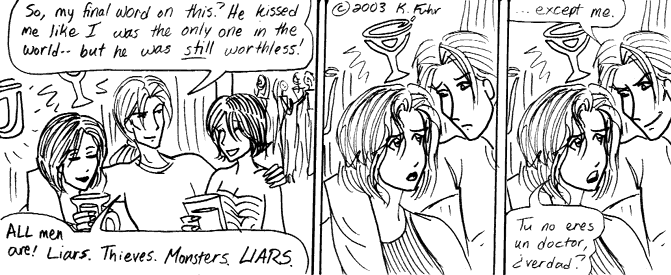 So, my final word on this? He kissed
me like I was the only one in the
world-- but he was still worthless!
ALL men
are! Liars. Thieves. Monsters. LIARS.
©2003 K. Fuhr
...except me.
Tu no eres
un doctor,
¿verdad?